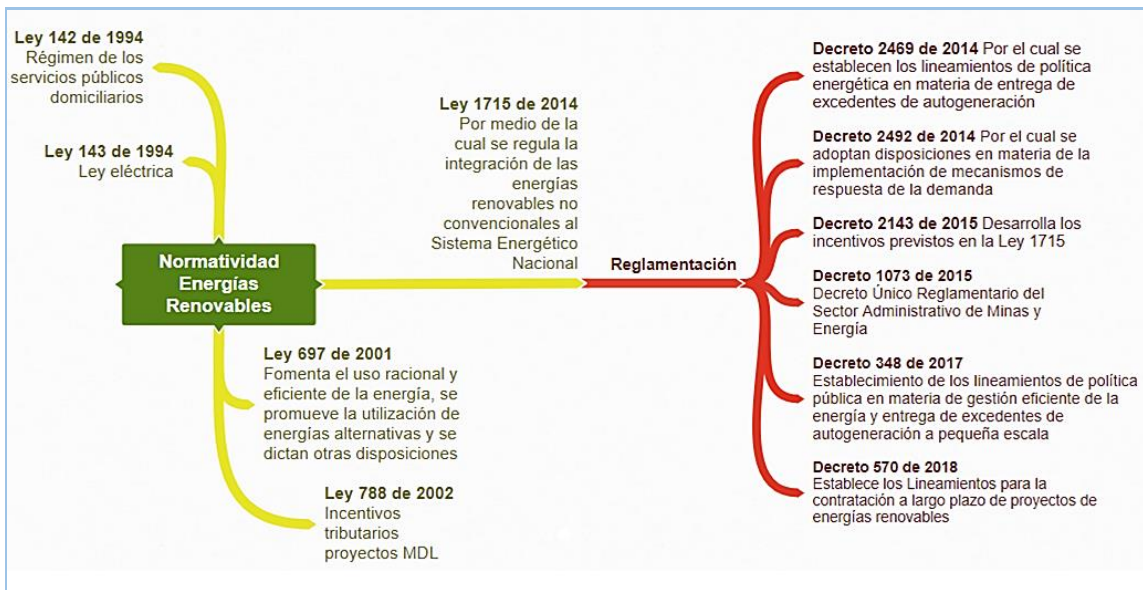 Ley 142 de 1994
Régimen de los
servicios públicos
domiciliarios
Ley 143 de 1994
Ley eléctrica
Normatividad
Energías
Renovables
Ley 697 de 2001
Fomenta el uso racional y
eficiente de la energía, se
promueve la utilización de
energías alternativas y se
dictan otras disposiciones
Ley 788 de 2002
Incentivos
tributarios
proyectos MDL
Ley 1715 de 2014
Por medio de la
cual se regula la
integración de las
energías
renovables no
convencionales al
Sistema Energético
Nacional
Reglamentación
Decreto 2469 de 2014 Por el cual se
establecen los lineamientos de política
energética en materia de entrega de
excedentes de autogeneración
Decreto 2492 de 2014 Por el cual se
adoptan disposiciones en materia de la
implementación de mecanismos de
respuesta de la demanda
Decreto 2143 de 2015 Desarrolla los
incentivos previstos en la Ley 1715
Decreto 1073 de 2015
Decreto Único Reglamentario del
Sector Administrativo de Minas y
Energía
Decreto 348 de 2017
Establecimiento de los lineamientos de política
pública en materia de gestión eficiente de la
energía y entrega de excedentes de
autogeneración a pequeña escala
Decreto 570 de 2018
Establece los Lineamientos para la
contratación a largo plazo de proyectos de
energías renovables